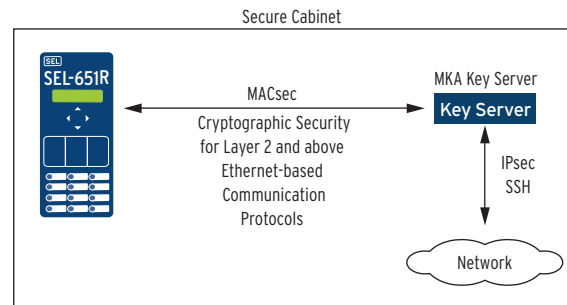 Secure Cabinet
SEL
SEL-651R
MACsec
Cryptographic Security
for Layer 2 and above
Ethernet-based
Communication
Protocols
MKA Key Server
Key Server
IPsec
SSH
Network